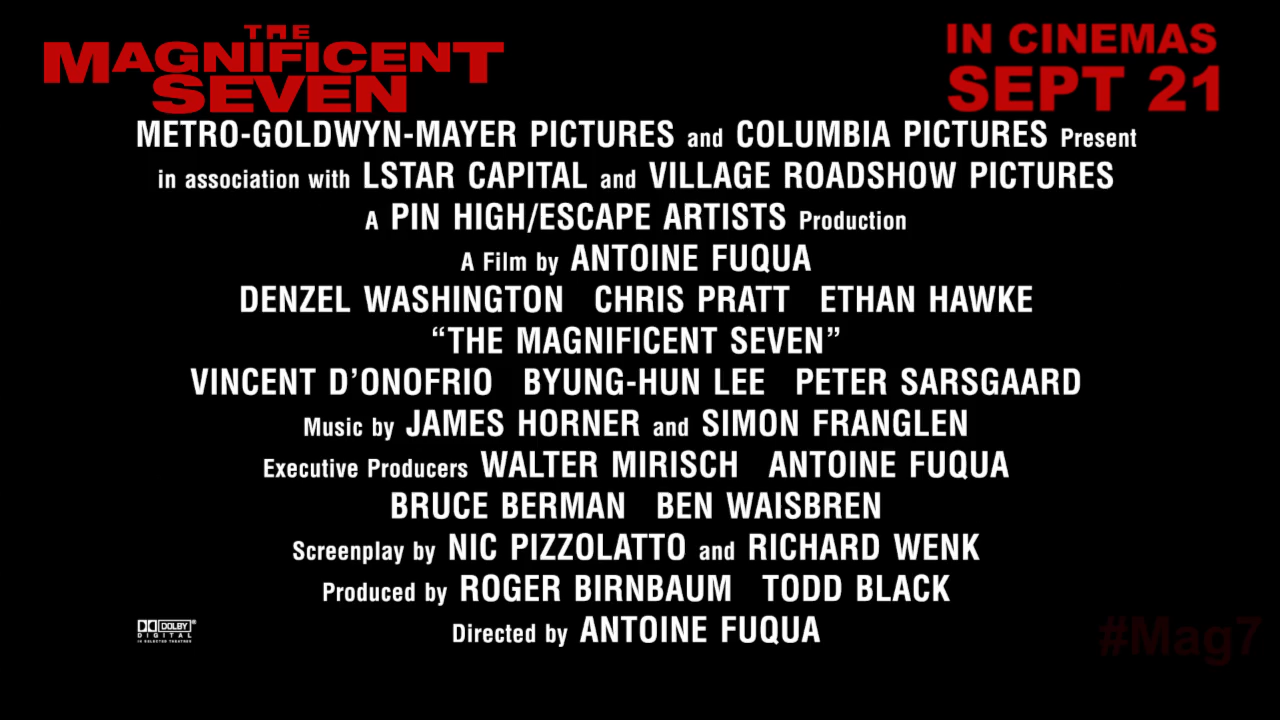 THE
MAGNIFICENT
SEVEN
IN CINEMAS
SEPT 21
METRO-GOLDWYN-MAYER PICTURES and COLUMBIA PICTURES Present
in association with LSTAR CAPITAL and VILLAGE ROADSHOW PICTURES
A PIN HIGH/ESCAPE ARTISTS Production
A Film by ANTOINE FUQUA
DENZEL WASHINGTON CHRIS PRATT ETHAN HAWKE
“THE MAGNIFICENT SEVEN”
VINCENT D’ONOFRIO BYUNG-HUN LEE PETER SARSGAARD
Music by JAMES HORNER and SIMON FRANGLEN
Executive Producers WALTER MIRISCH ANTOINE FUQUA
BRUCE BERMAN BEN WAISBREN
Screenplay by NIC PIZZOLATTO and RICHARD WENK
Produced by ROGER BIRNBAUM TODD BLACK
Directed by ANTOINE FUQUA
DOLBY®
DIGITAL
IN SELECTED THEATRES
#Mag7